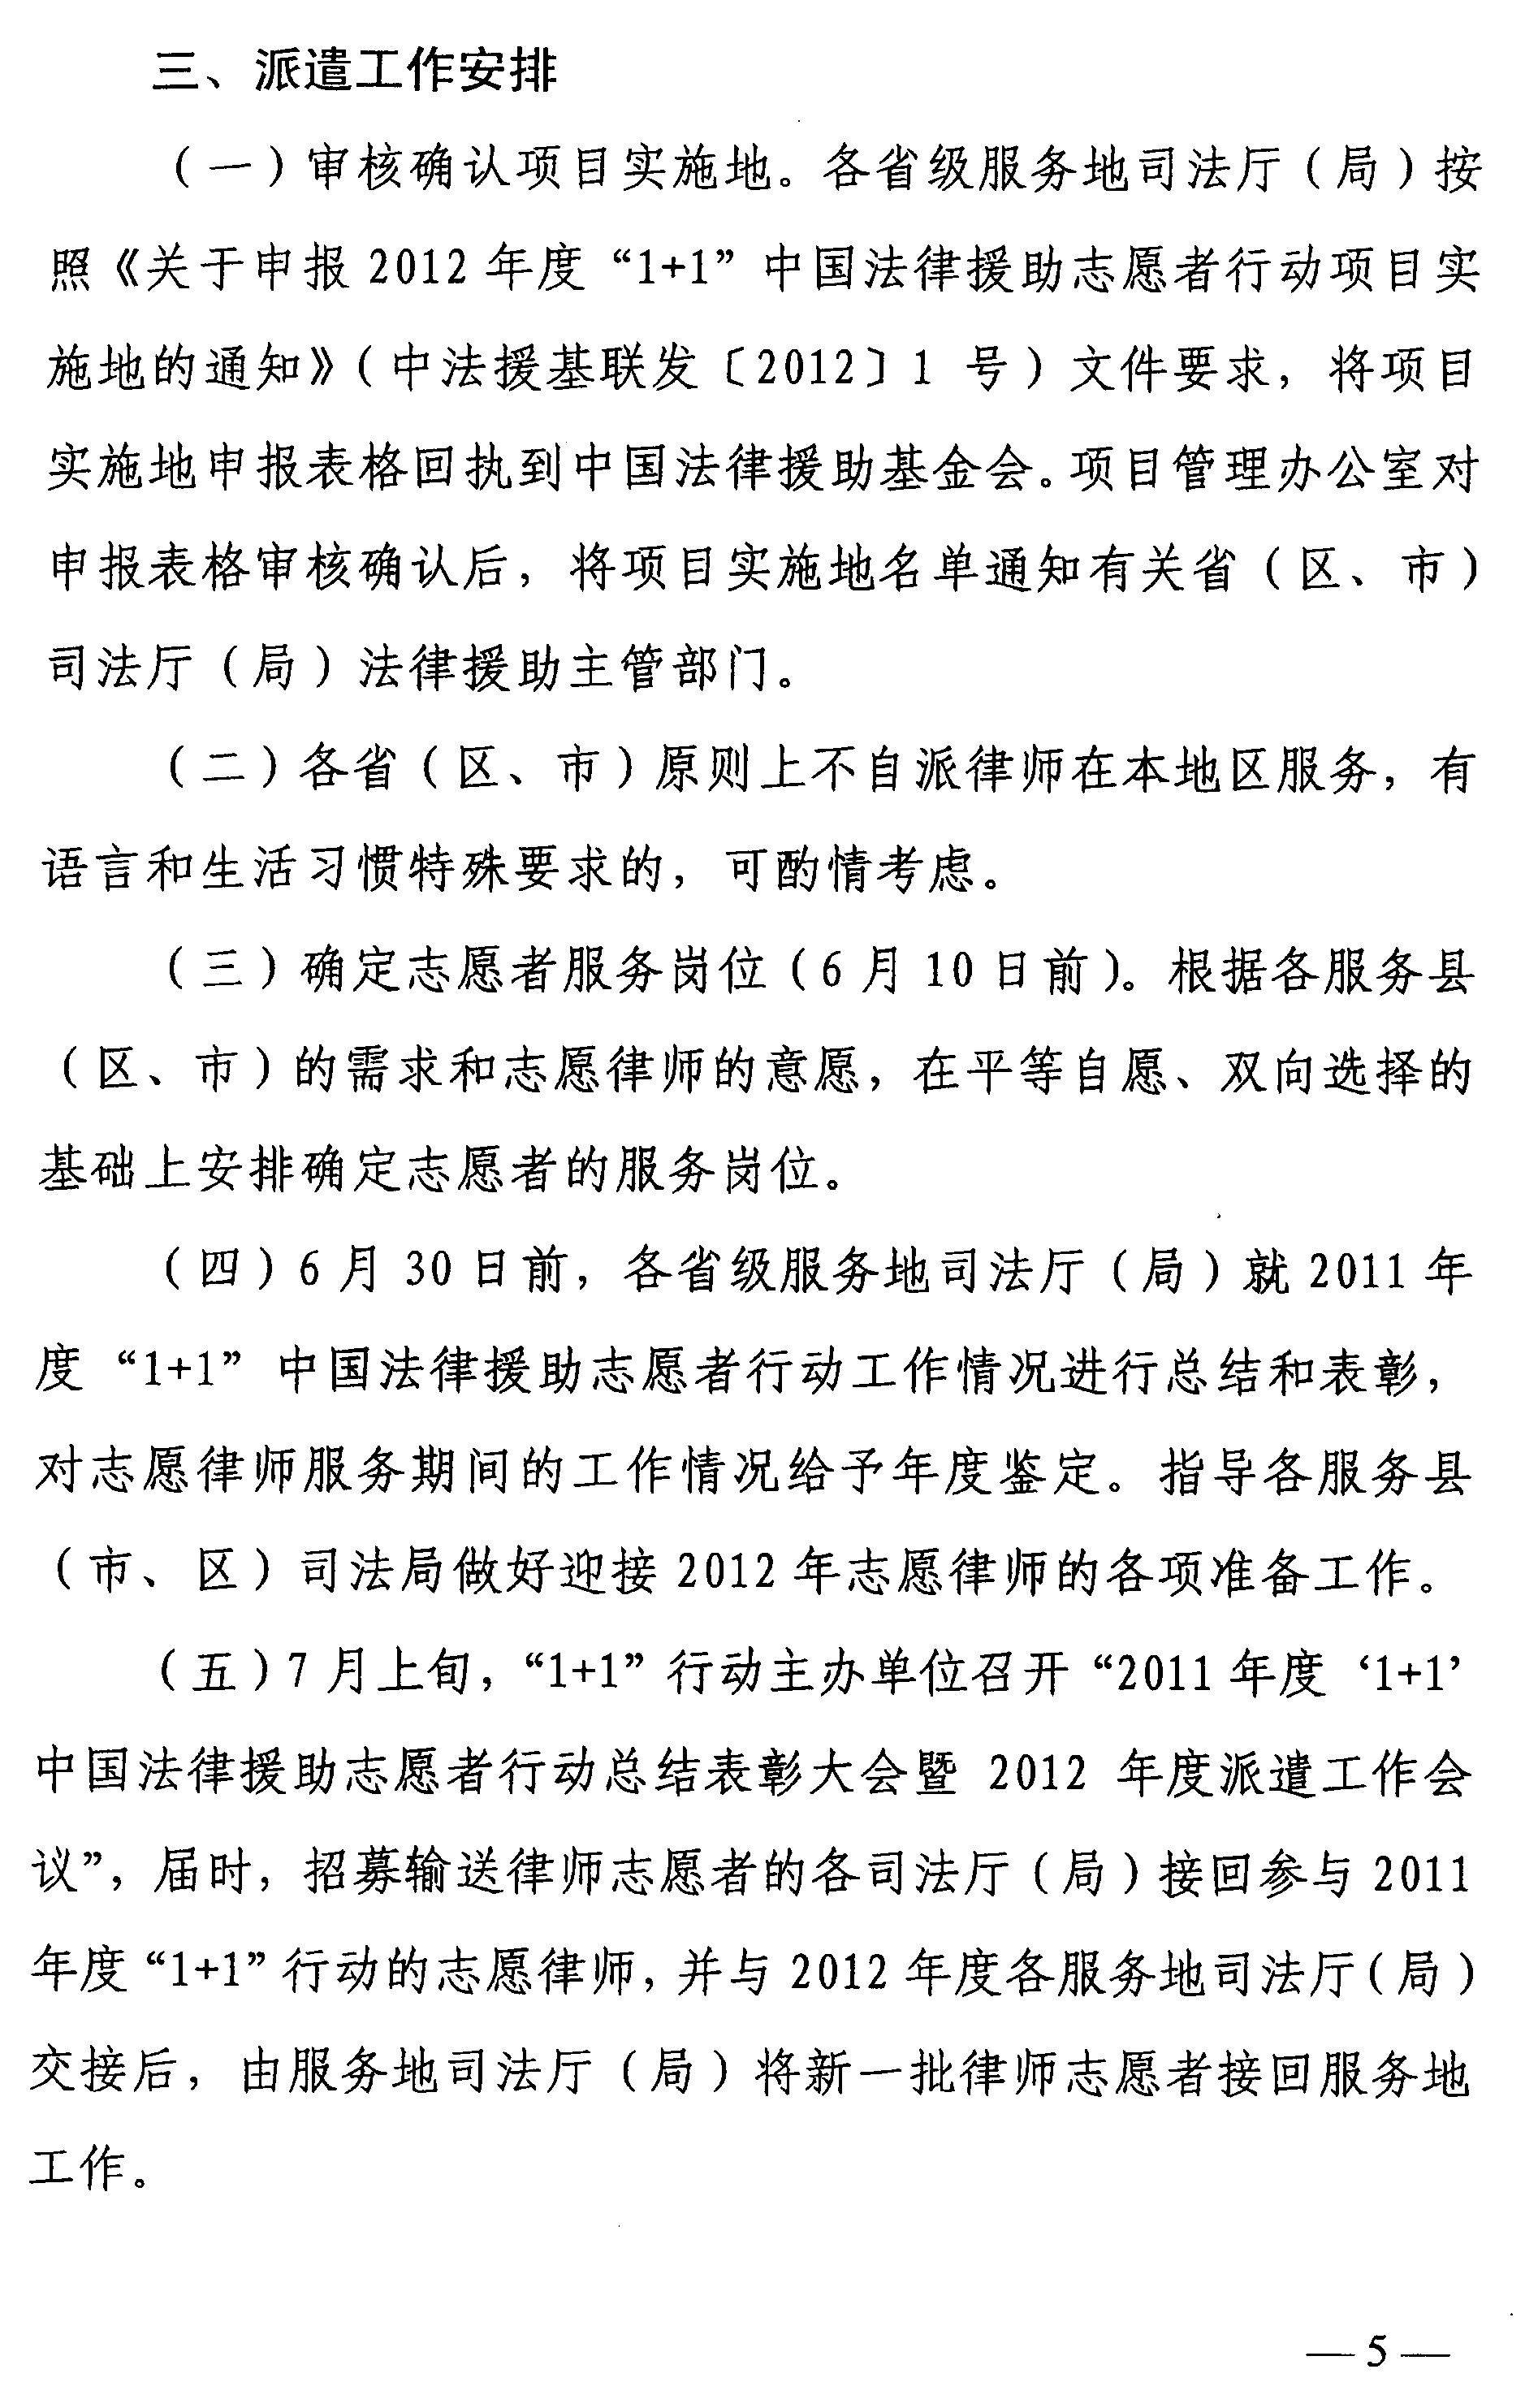 三、派遣工作安排
（一）审核确认项目实施地。各省级服务地司法厅（局）按
照《关于申报 2012 年度“1+1”中国法律援助志愿者行动项目实
施地的通知》（中法援基联发〔2012〕1 号）文件要求，将项目
实施地申报表格回执到中国法律援助基金会。项目管理办公室对
申报表格审核确认后，将项目实施地名单通知有关省（区、市）
司法厅（局）法律援助主管部门。
（二）各省（区、市）原则上不自派律师在本地区服务，有
语言和生活习惯特殊要求的，可酌情考虑。
（三）确定志愿者服务岗位（6 月 10 日前）。根据各服务县
（区、市）的需求和志愿律师的意愿，在平等自愿、双向选择的
基础上安排确定志愿者的服务岗位。
（四）6 月 30 日前，各省级服务地司法厅（局）就 2011 年
度“1+1”中国法律援助志愿者行动工作情况进行总结和表彰，
对志愿律师服务期间的工作情况给予年度鉴定。指导各服务县
（市、区）司法局做好迎接 2012 年志愿律师的各项准备工作。
（五）7 月上旬，“1+1”行动主办单位召开“2011 年度‘1+1’
中国法律援助志愿者行动总结表彰大会暨 2012 年度派遣工作会
议”，届时，招募输送律师志愿者的各司法厅（局）接回参与 2011
年度“1+1”行动的志愿律师，并与 2012 年度各服务地司法厅（局）
交接后，由服务地司法厅（局）将新一批律师志愿者接回服务地
工作。
— 5 —